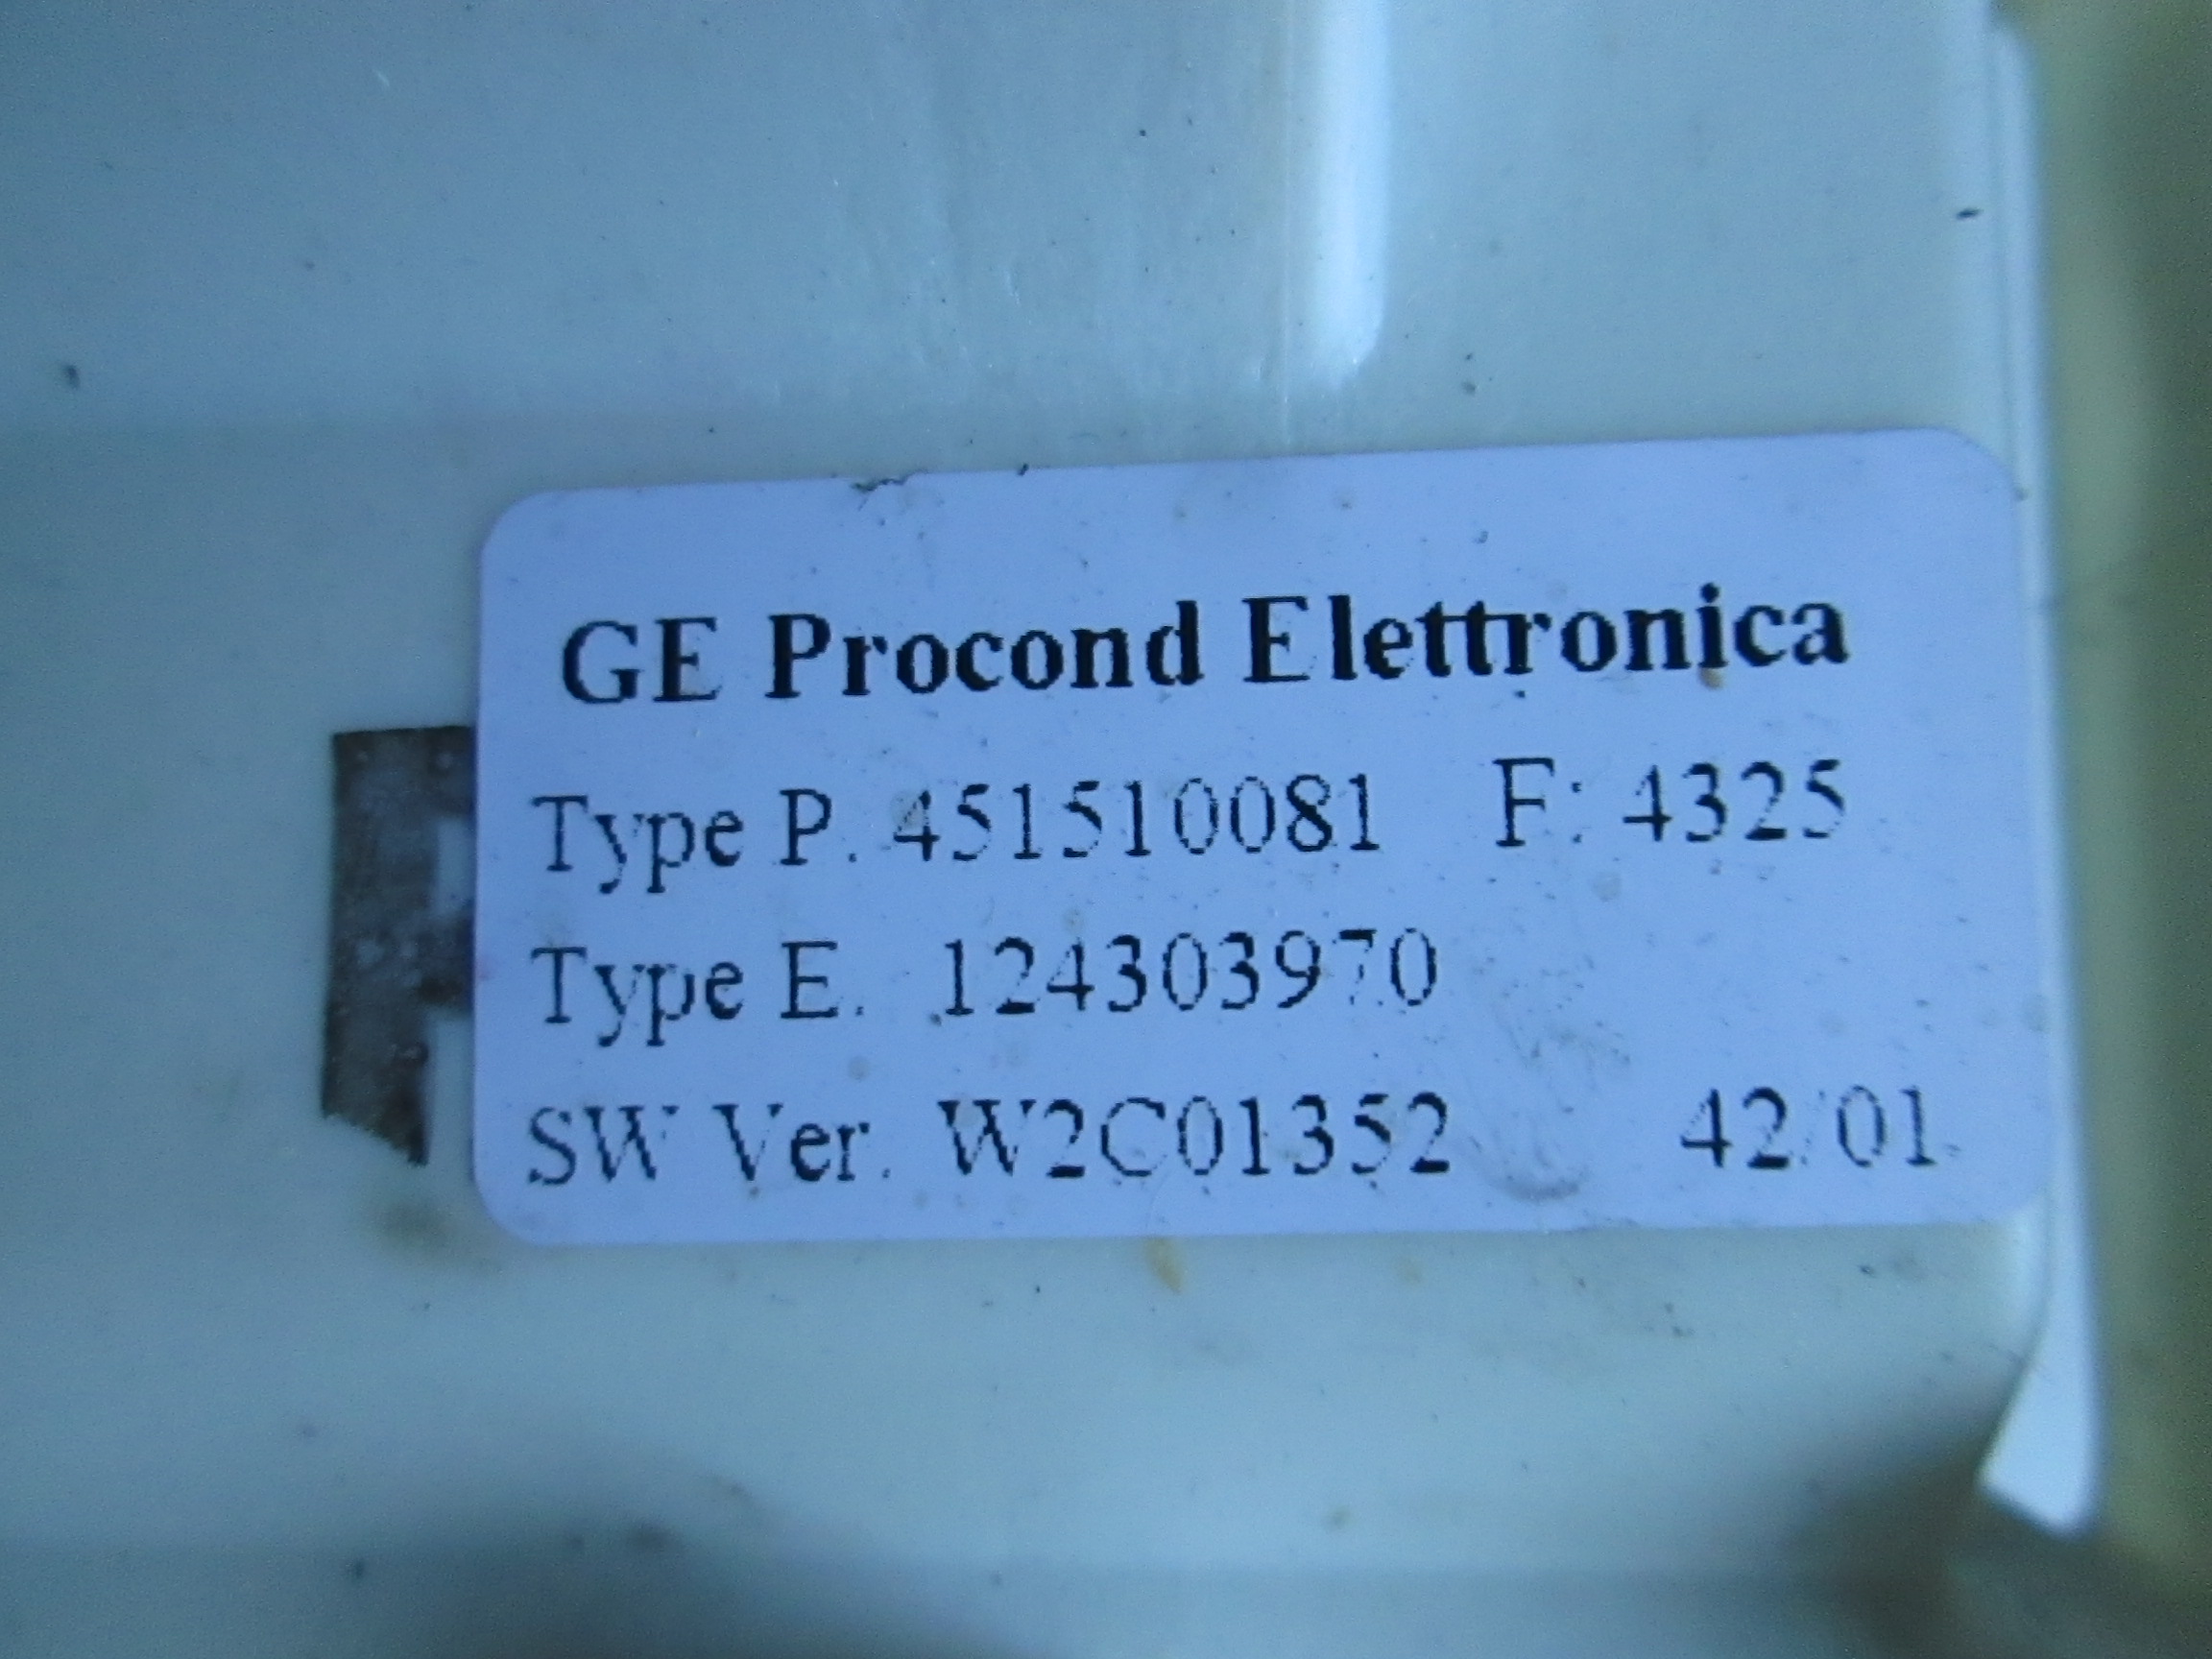 GE Procond Elettronica
Type P. 451510081 F: 4325
Type E. 124303970
SW Ver. W2C01352 42/01